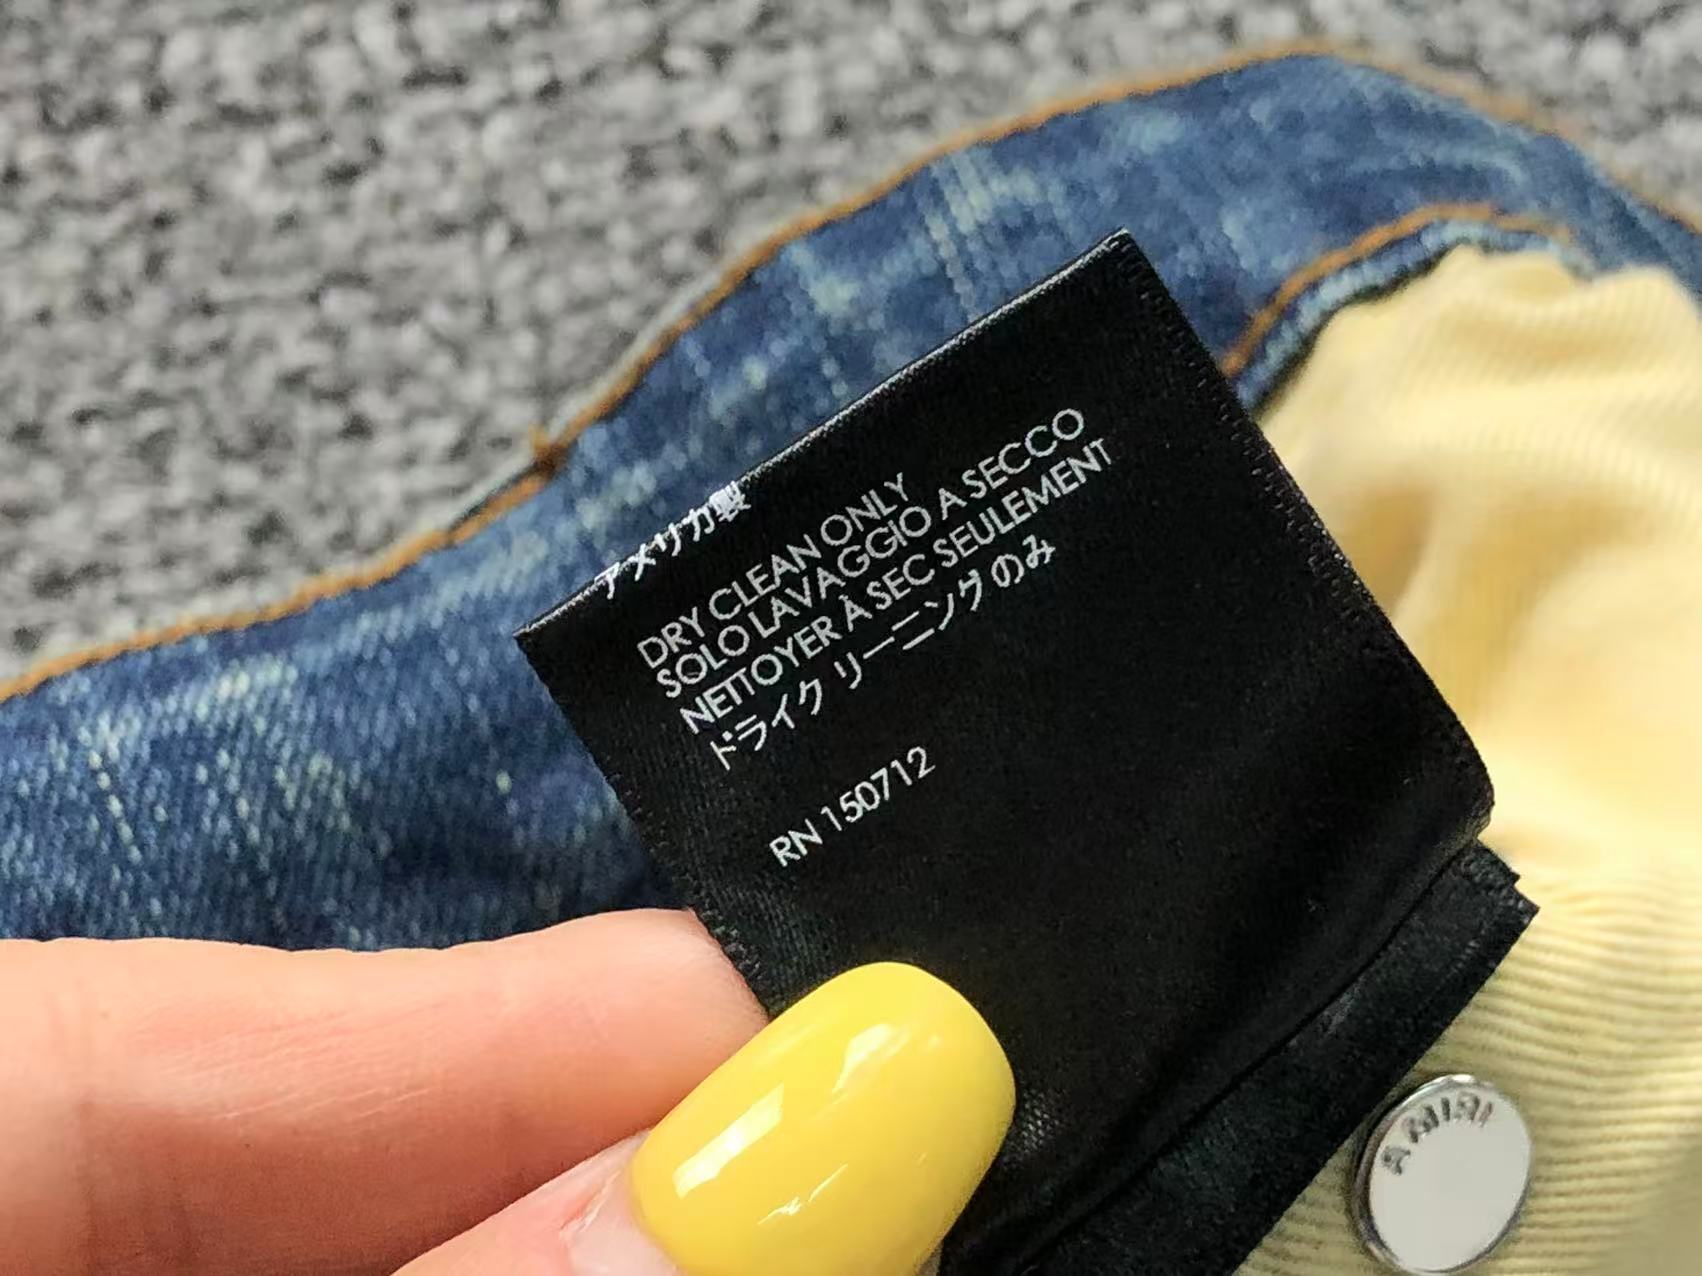 アメリカ製
DRY CLEAN ONLY
SOLO LAVAGGIO A SECCO
NETTOYER À SEC SEULEMENT
ドライク リーニングのみ
RN 150712
AMIRI